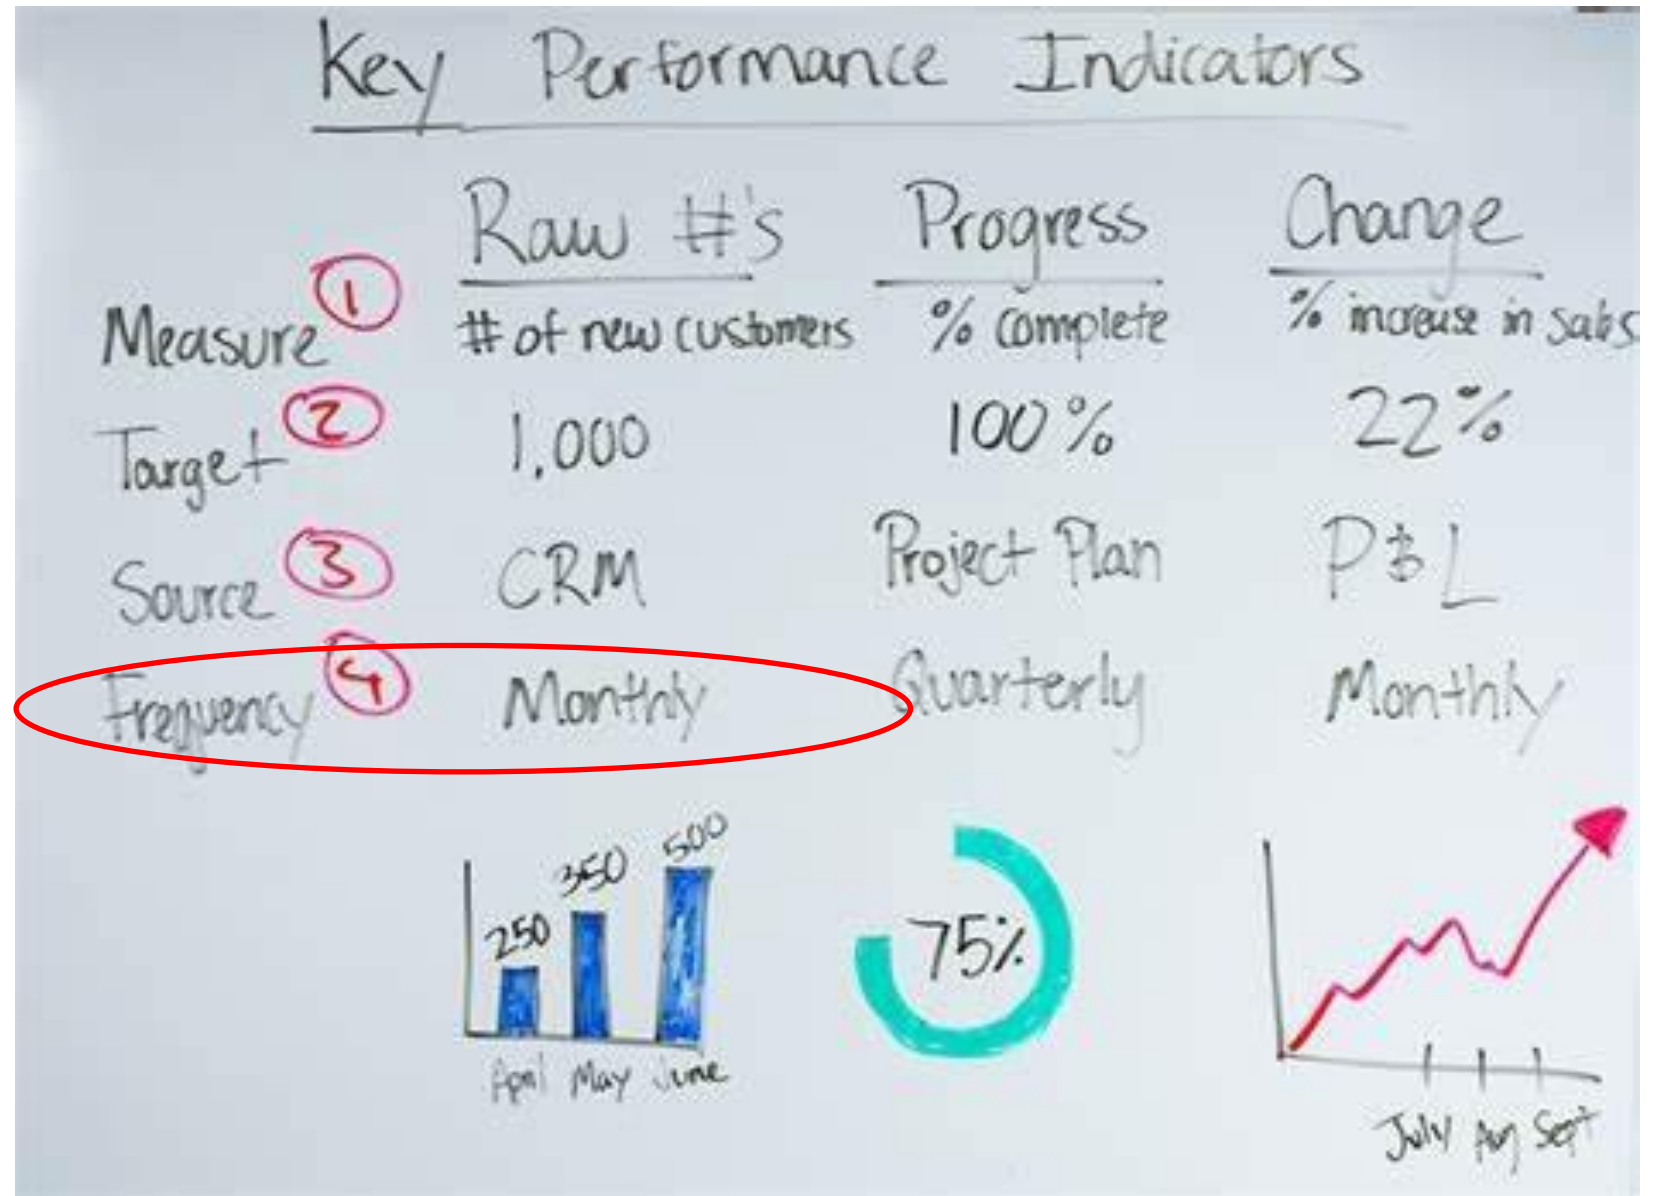 Key Performance Indicators
Raw #'s Progress Change
Measure 1 # of new customers % complete % increase in sales
Target 2 1,000 100% 22%
Source 3 CRM Project Plan P & L
Frequency 4 Monthly Quarterly Monthly
250 350 500 75%
April May June
July Aug Sept